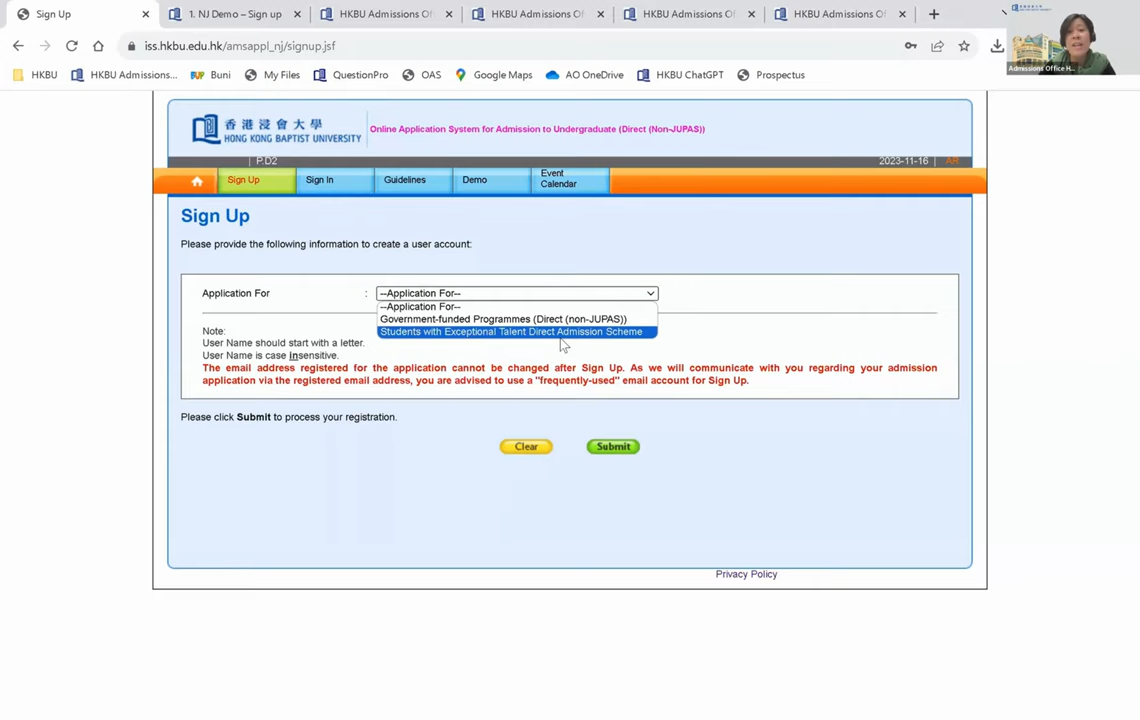 Sign Up
1. NJ Demo – Sign up
HKBU Admissions Of
HKBU Admissions Of
HKBU Admissions Of
HKBU Admissions Of
iss.hkbu.edu.hk/amsappl_nj/signup.jsf
Admissions Office H...
HKBU
HKBU Admissions...
Buni
My Files
QuestionPro
OAS
Google Maps
AO OneDrive
HKBU ChatGPT
Prospectus
香港浸會大學
HONG KONG BAPTIST UNIVERSITY
Online Application System for Admission to Undergraduate (Direct (Non-JUPAS))
| P.D2
2023-11-16 | AR
Sign Up
Sign In
Guidelines
Demo
Event
Calendar
Sign Up
Please provide the following information to create a user account:
Application For : --Application For--
--Application For--
Government-funded Programmes (Direct (non-JUPAS))
Students with Exceptional Talent Direct Admission Scheme
Note:
User Name should start with a letter.
User Name is case insensitive.
The email address registered for the application cannot be changed after Sign Up. As we will communicate with you regarding your admission
application via the registered email address, you are advised to use a "frequently-used" email account for Sign Up.
Please click Submit to process your registration.
Clear
Submit
Privacy Policy